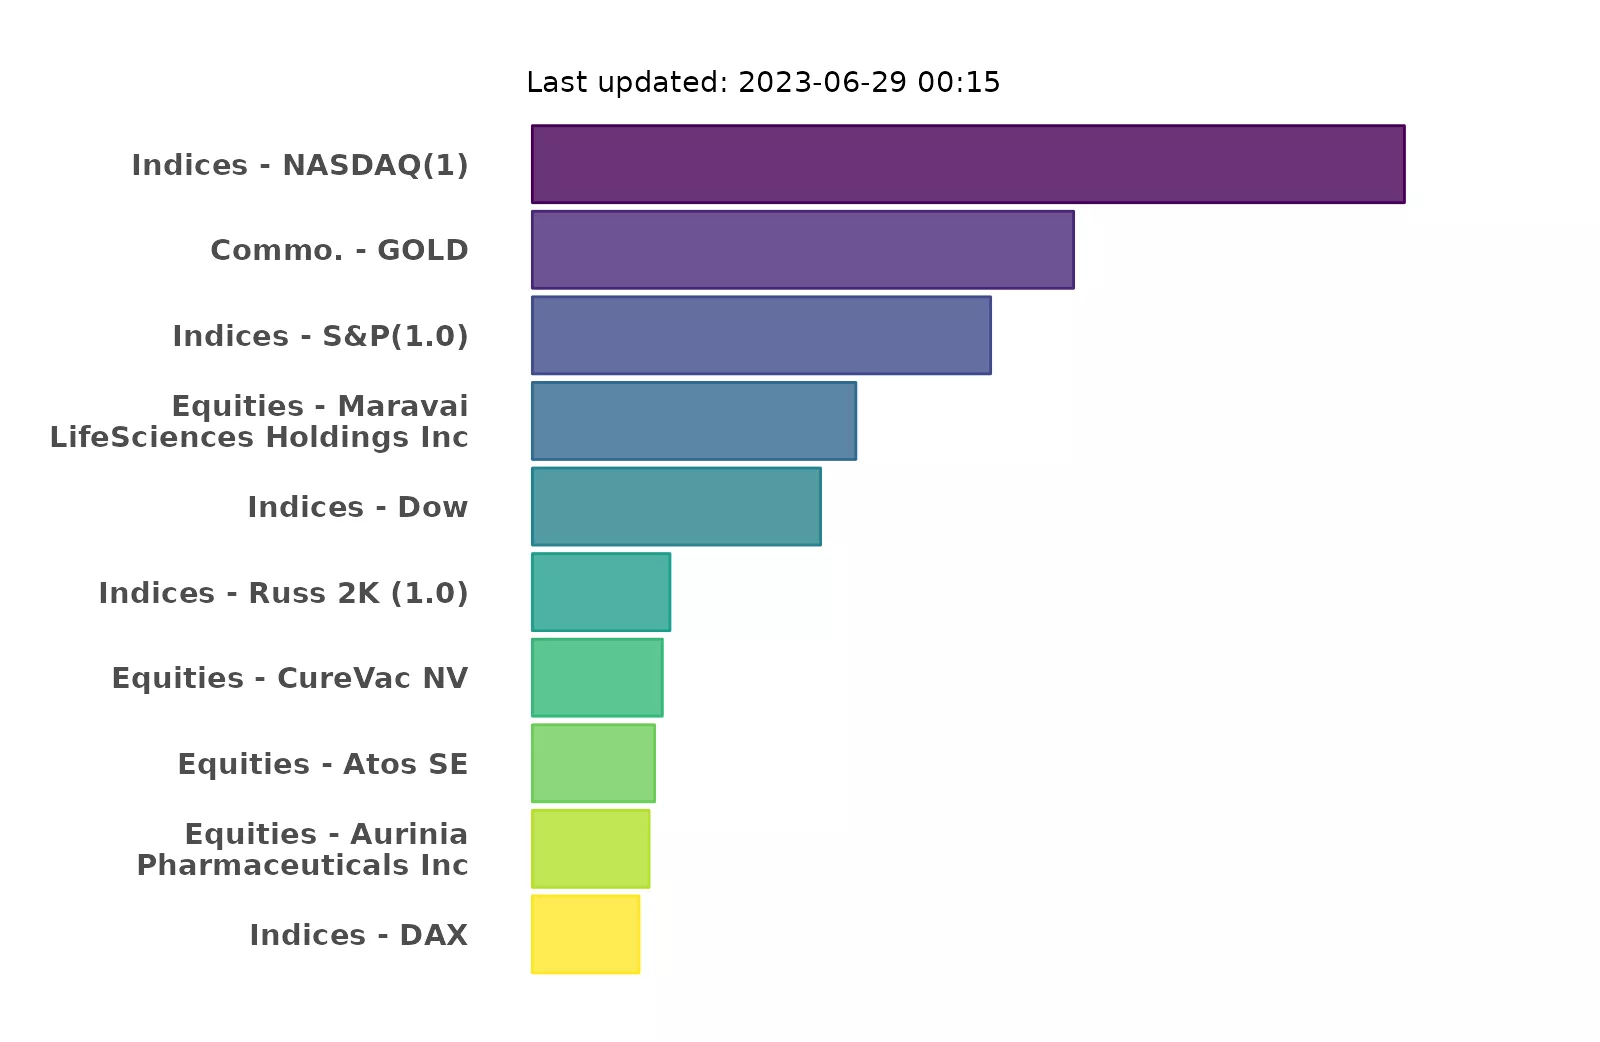 Last updated: 2023-06-29 00:15
Indices - NASDAQ(1)
Commo. - GOLD
Indices - S&P(1.0)
Equities - Maravai
LifeSciences Holdings Inc
Indices - Dow
Indices - Russ 2K (1.0)
Equities - CureVac NV
Equities - Atos SE
Equities - Aurinia
Pharmaceuticals Inc
Indices - DAX